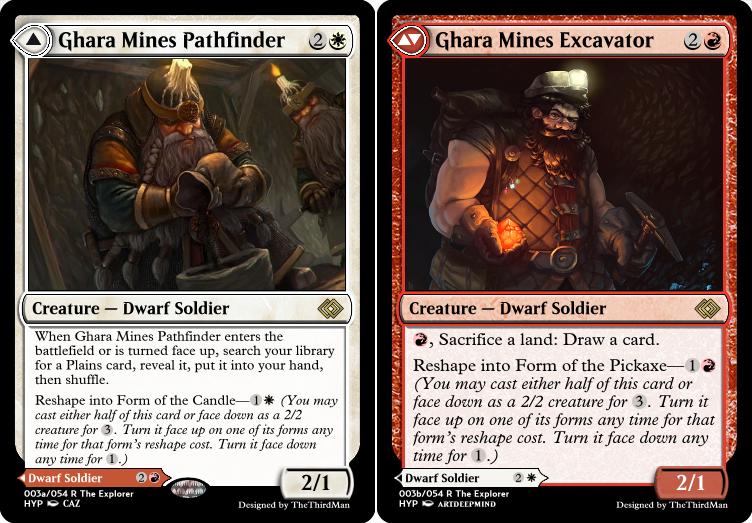 Ghara Mines Pathfinder 2
Creature — Dwarf Soldier
When Ghara Mines Pathfinder enters the
battlefield or is turned face up, search your library
for a Plains card, reveal it, put it into your hand,
then shuffle.
Reshape into Form of the Candle—1 (You may
cast either half of this card or face down as a 2/2
creature for 3. Turn it face up on one of its forms any
time for that form's reshape cost. Turn it face down
any time for 1.)
Dwarf Soldier 2
2/1
003a/054 R The Explorer
HYP CAZ
Designed by TheThirdMan
Ghara Mines Excavator 2
Creature — Dwarf Soldier
, Sacrifice a land: Draw a card.
Reshape into Form of the Pickaxe—1
(You may cast either half of this card or
face down as a 2/2 creature for 3. Turn it
face up on one of its forms any time for that
form's reshape cost. Turn it face down any
time for 1.)
Dwarf Soldier 2
2/1
003b/054 R The Explorer
HYP ARTDEEPMIND
Designed by TheThirdMan